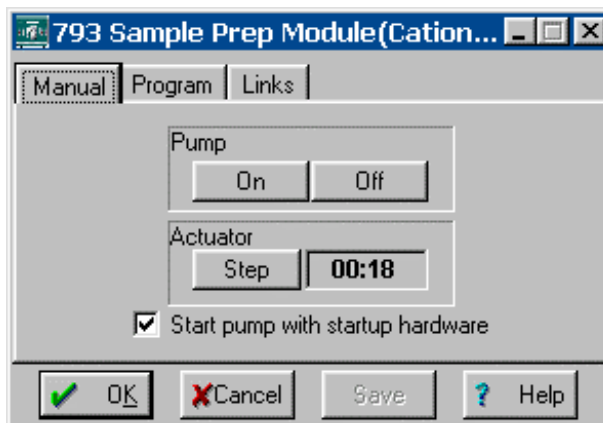 793 Sample Prep Module(Cation...
Manual Program Links
Pump
On Off
Actuator
Step 00:18
Start pump with startup hardware
OK Cancel Save ? Help